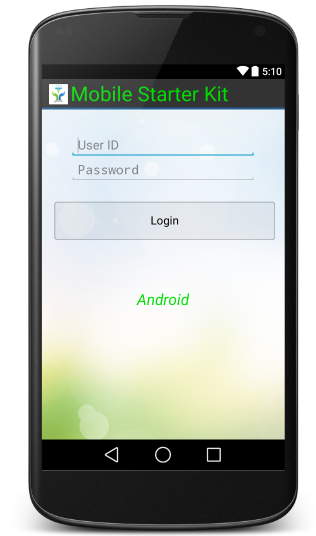 5:10
Mobile Starter Kit
User ID
Password
Login
Android